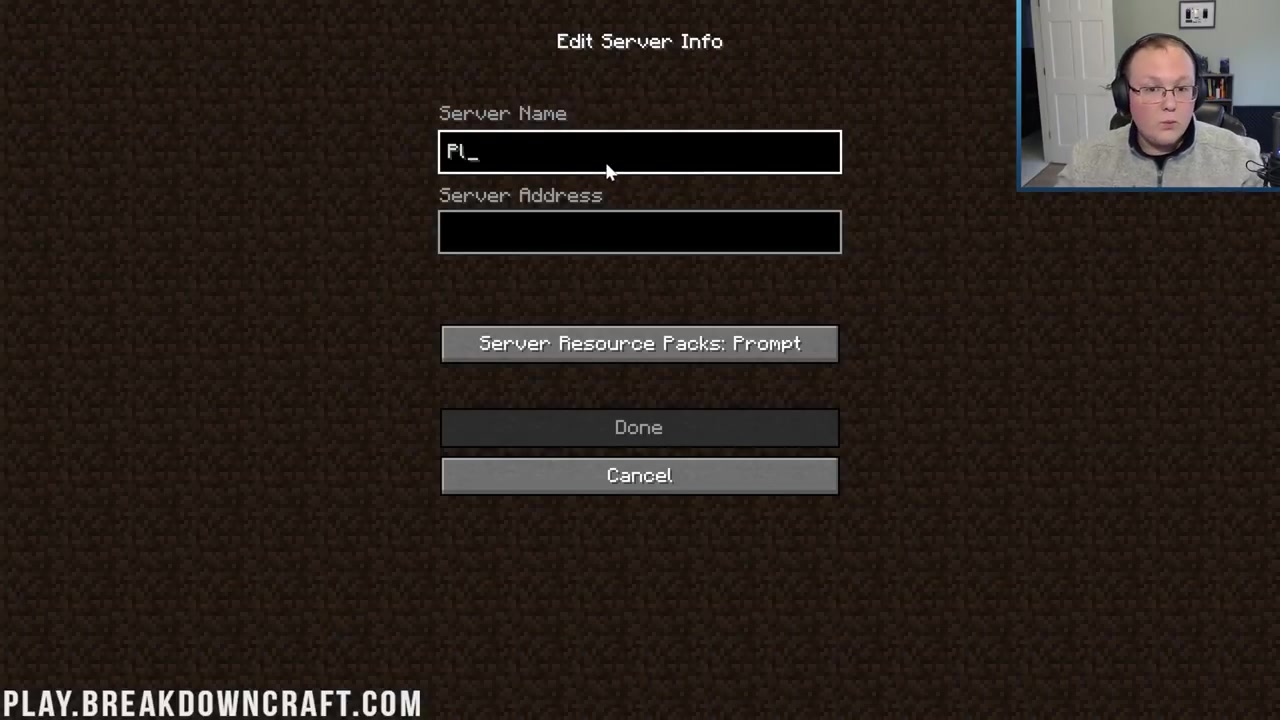 Edit Server Info
Server Name
Pl_
Server Address
Server Resource Packs: Prompt
Done
Cancel
PLAY.BREAKDOWNCRAFT.COM